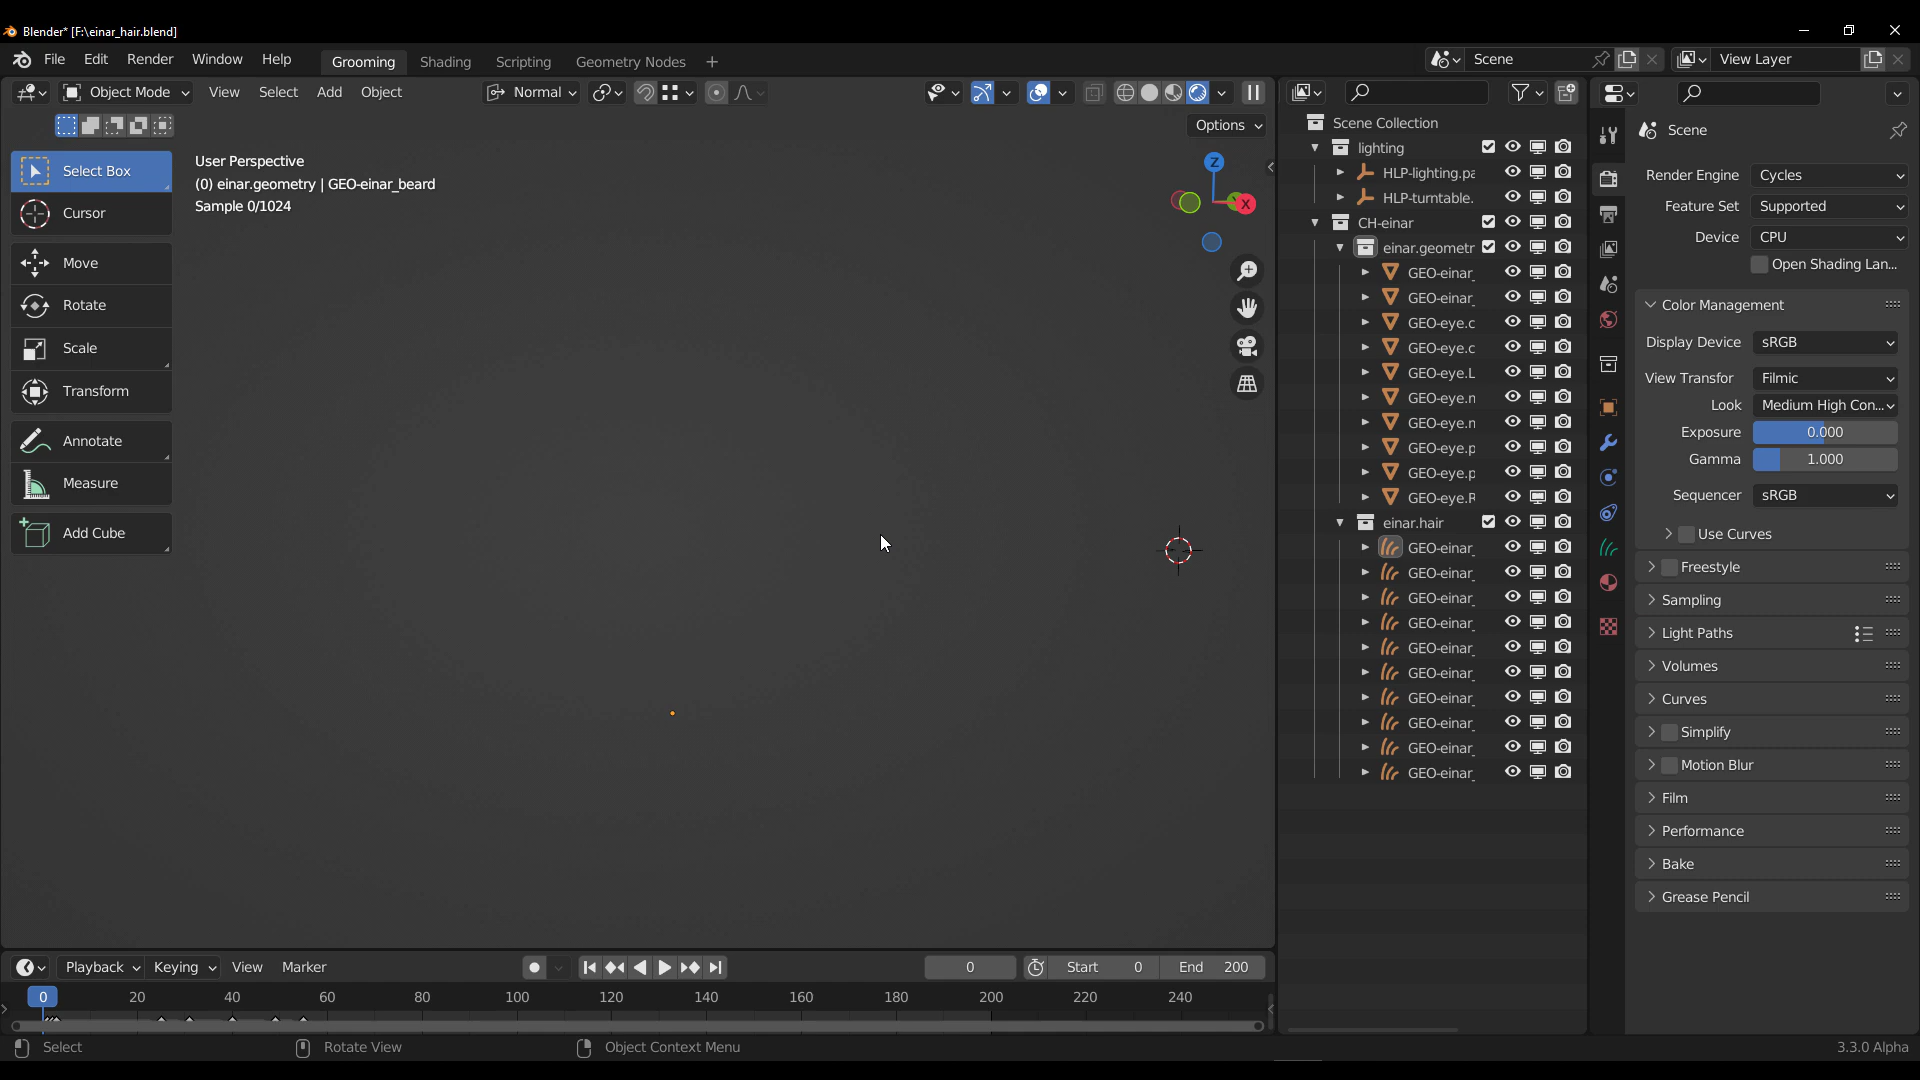 Blender* [F:\einar_hair.blend]
File Edit Render Window Help Grooming Shading Scripting Geometry Nodes + Scene View Layer
Object Mode View Select Add Object Normal
Options
User Perspective
(0) einar.geometry | GEO-einar_beard
Sample 0/1024
Z
Y
X
Select Box
Cursor
Move
Rotate
Scale
Transform
Annotate
Measure
Add Cube
Scene Collection
lighting
HLP-lighting.pa
HLP-turntable.
CH-einar
einar.geometr
GEO-einar_
GEO-einar_
GEO-eye.c
GEO-eye.c
GEO-eye.L
GEO-eye.n
GEO-eye.n
GEO-eye.p
GEO-eye.p
GEO-eye.R
einar.hair
GEO-einar_
GEO-einar_
GEO-einar_
GEO-einar_
GEO-einar_
GEO-einar_
GEO-einar_
GEO-einar_
GEO-einar_
GEO-einar_
Scene
Render Engine Cycles
Feature Set Supported
Device CPU
Open Shading Lan...
Color Management
Display Device sRGB
View Transfor Filmic
Look Medium High Con...
Exposure 0.000
Gamma 1.000
Sequencer sRGB
Use Curves
Freestyle
Sampling
Light Paths
Volumes
Curves
Simplify
Motion Blur
Film
Performance
Bake
Grease Pencil
Playback Keying View Marker 0 Start 0 End 200
0 20 40 60 80 100 120 140 160 180 200 220 240
Select Rotate View Object Context Menu 3.3.0 Alpha